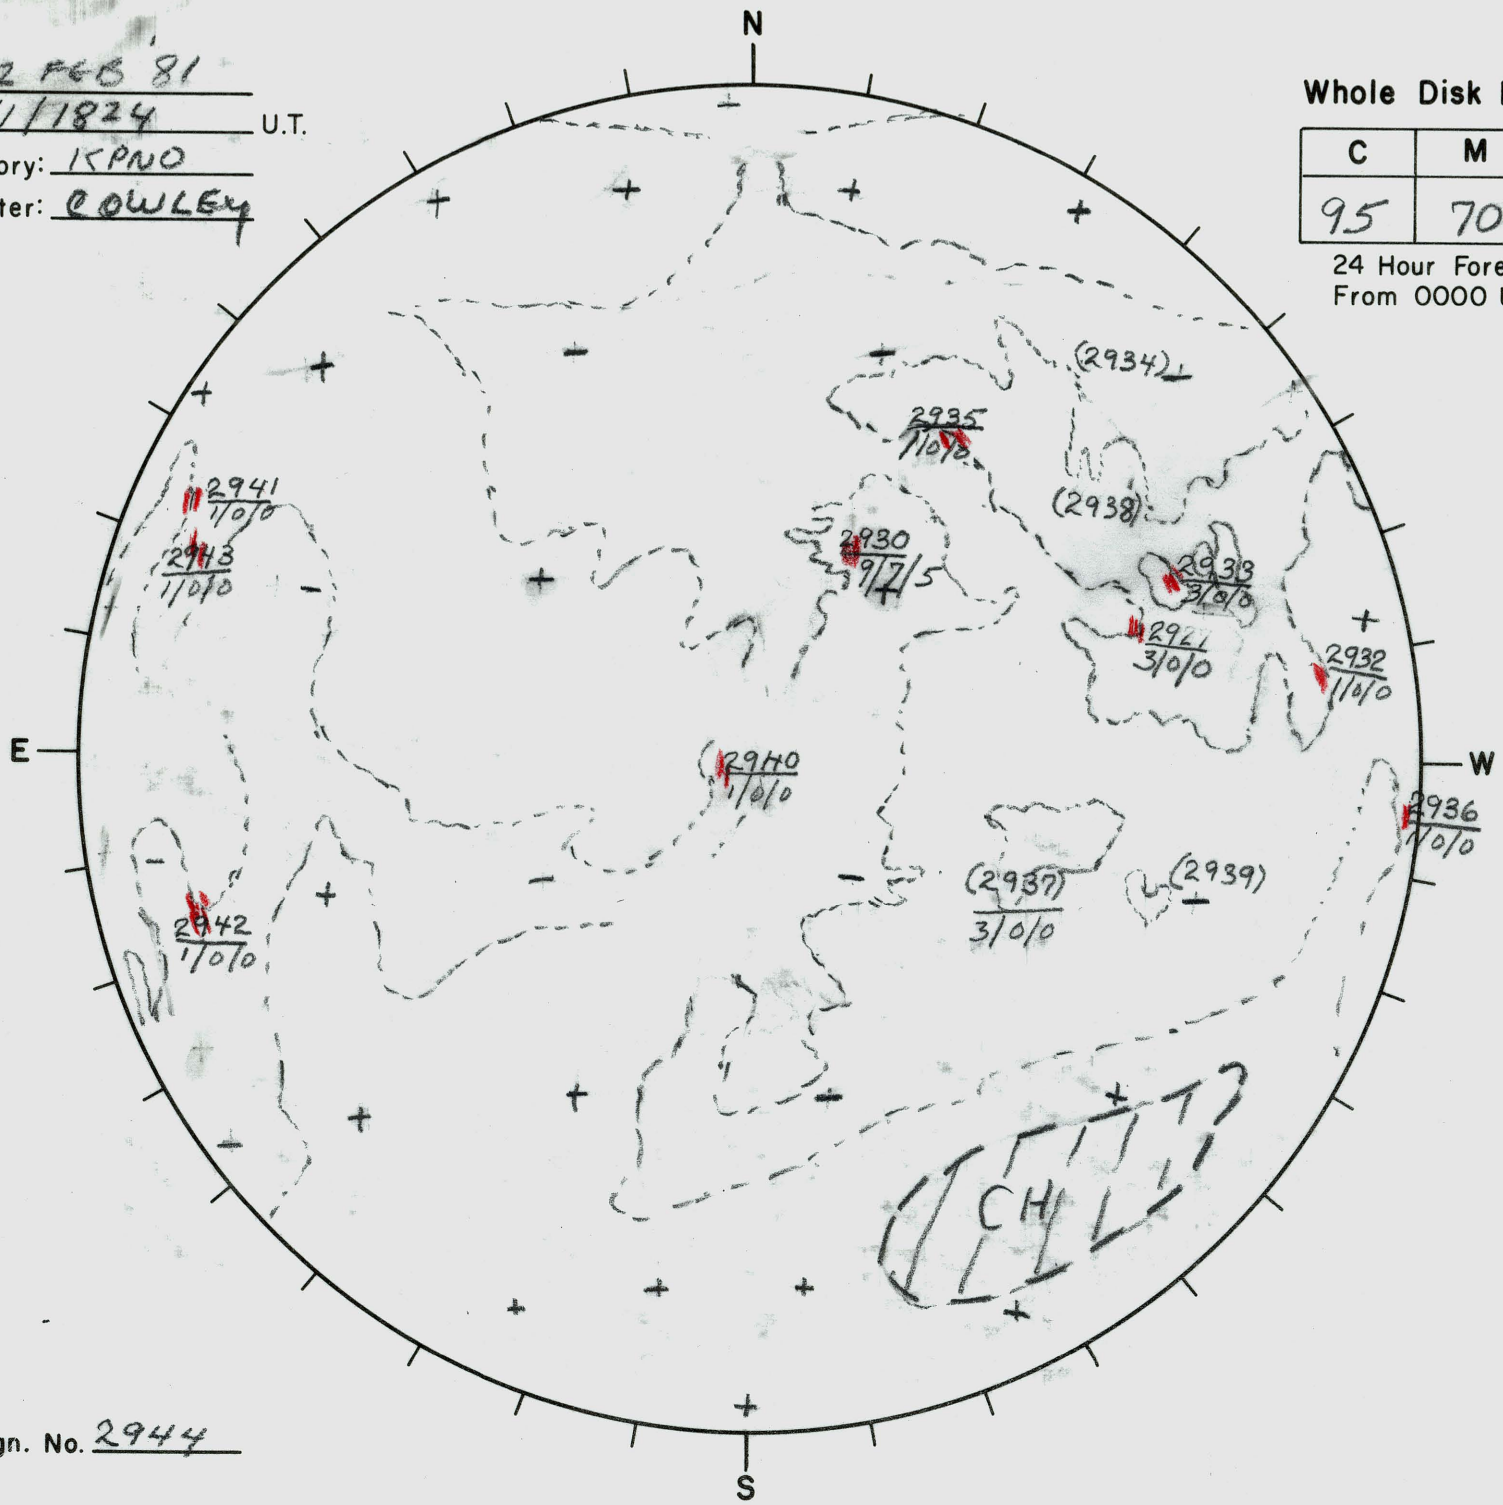 N
2 FEB '81
1/1824 U.T.
ory: KPNO
ter: COWLEY
Whole Disk
C M
95 70
24 Hour Fore
From 0000 U
(2934)
2935
1/0/0
2941
1/0/0
(2938)
2930
9/7/5
2943
1/0/0
2933
3/0/0
2927
3/0/0
2932
1/0/0
E
W
2940
1/0/0
2936
1/0/0
(2937)
3/0/0
(2939)
2942
1/0/0
CH
gn. No. 2944
S